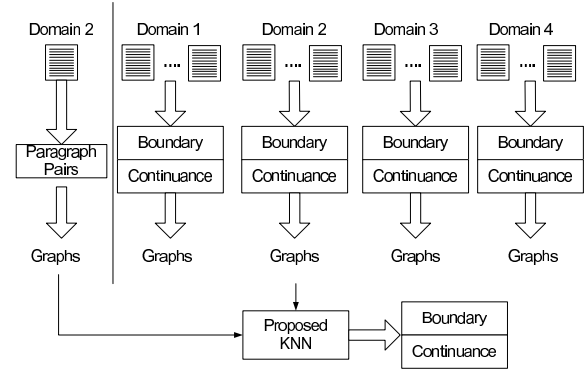 Domain 2
Domain 1
Domain 2
Domain 3
Domain 4
.... 
....
....
....
Paragraph
Pairs
Boundary
Continuance
Boundary
Continuance
Boundary
Continuance
Boundary
Continuance
Graphs
Graphs
Graphs
Graphs
Graphs
Proposed
KNN
Boundary
Continuance